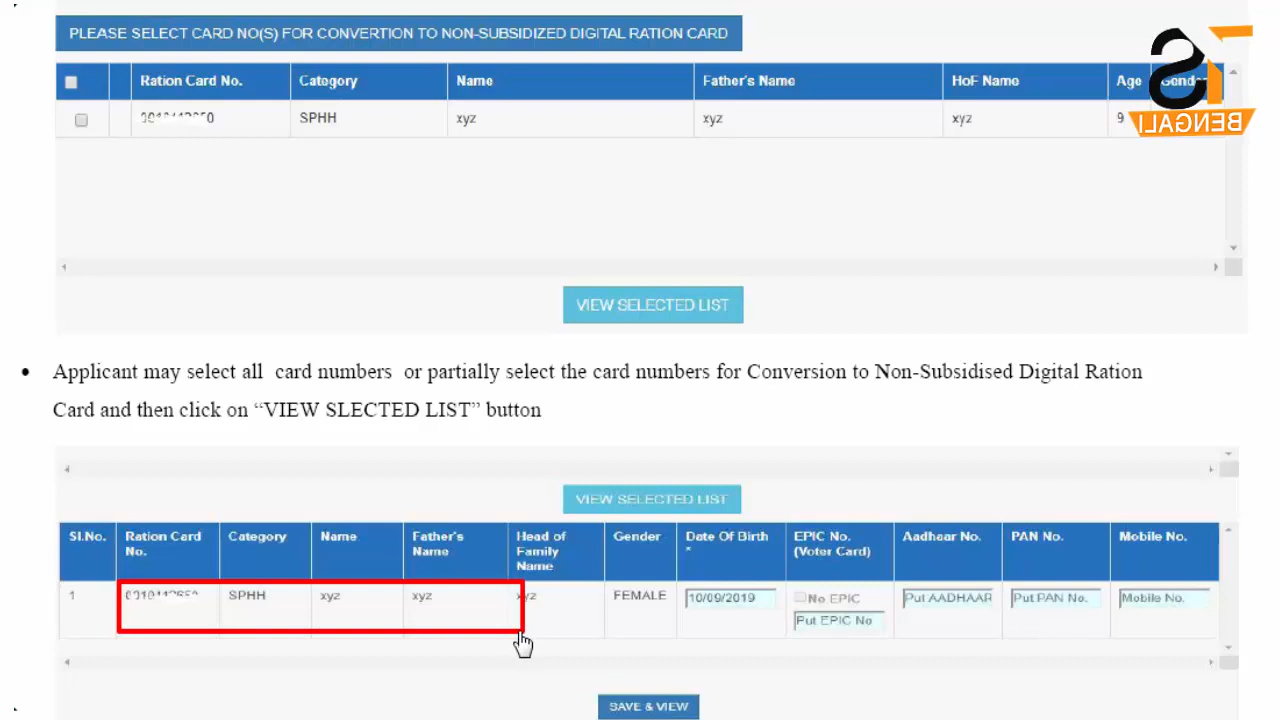 PLEASE SELECT CARD NO(S) FOR CONVERTION TO NON-SUBSIDIZED DIGITAL RATION CARD
Ration Card No. Category Name Father's Name HoF Name Age Gender
SPHH xyz xyz xyz 9
BENGALI
VIEW SELECTED LIST
• Applicant may select all card numbers or partially select the card numbers for Conversion to Non-Subsidised Digital Ration
Card and then click on “VIEW SLECTED LIST” button
VIEW SELECTED LIST
Sl.No. Ration Card No. Category Name Father's Name Head of Family Name Gender Date Of Birth * EPIC No. (Voter Card) Aadhaar No. PAN No. Mobile No.
1 SPHH xyz xyz xyz FEMALE 10/09/2019 No EPIC Put AADHAAR Put PAN No. Mobile No.
Put EPIC No
SAVE & VIEW